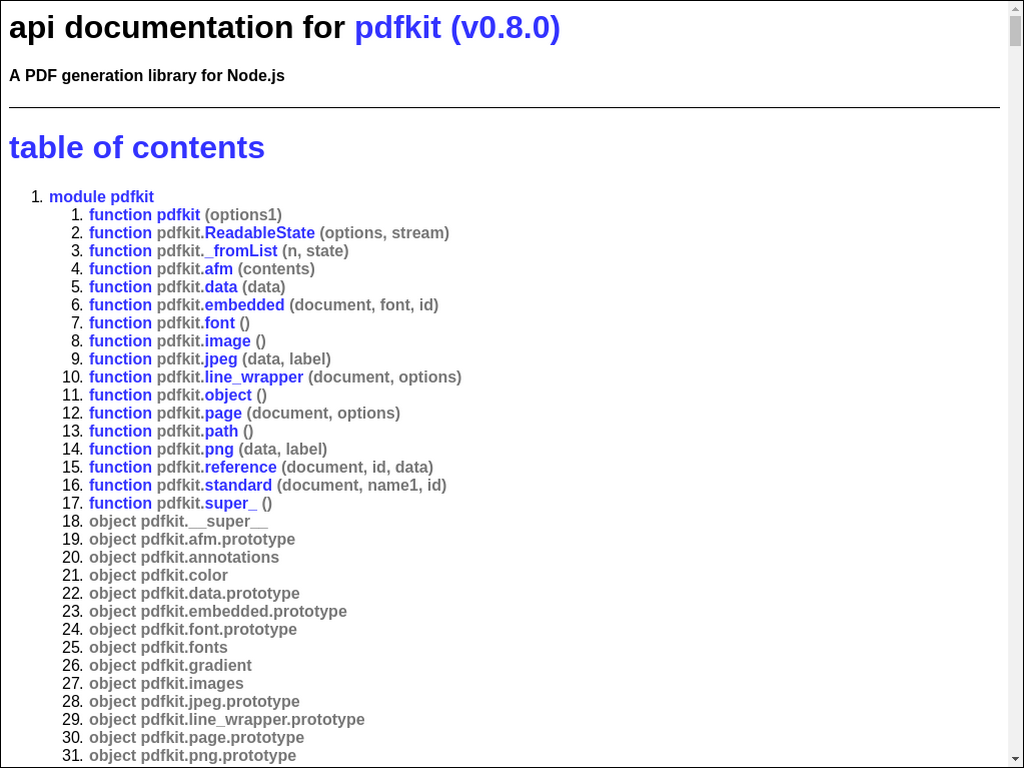 api documentation for pdfkit (v0.8.0)
A PDF generation library for Node.js
table of contents
1. module pdfkit
1. function pdfkit (options1)
2. function pdfkit.ReadableState (options, stream)
3. function pdfkit._fromList (n, state)
4. function pdfkit.afm (contents)
5. function pdfkit.data (data)
6. function pdfkit.embedded (document, font, id)
7. function pdfkit.font ()
8. function pdfkit.image ()
9. function pdfkit.jpeg (data, label)
10. function pdfkit.line_wrapper (document, options)
11. function pdfkit.object ()
12. function pdfkit.page (document, options)
13. function pdfkit.path ()
14. function pdfkit.png (data, label)
15. function pdfkit.reference (document, id, data)
16. function pdfkit.standard (document, name1, id)
17. function pdfkit.super_ ()
18. object pdfkit.__super__
19. object pdfkit.afm.prototype
20. object pdfkit.annotations
21. object pdfkit.color
22. object pdfkit.data.prototype
23. object pdfkit.embedded.prototype
24. object pdfkit.font.prototype
25. object pdfkit.fonts
26. object pdfkit.gradient
27. object pdfkit.images
28. object pdfkit.jpeg.prototype
29. object pdfkit.line_wrapper.prototype
30. object pdfkit.page.prototype
31. object pdfkit.png.prototype